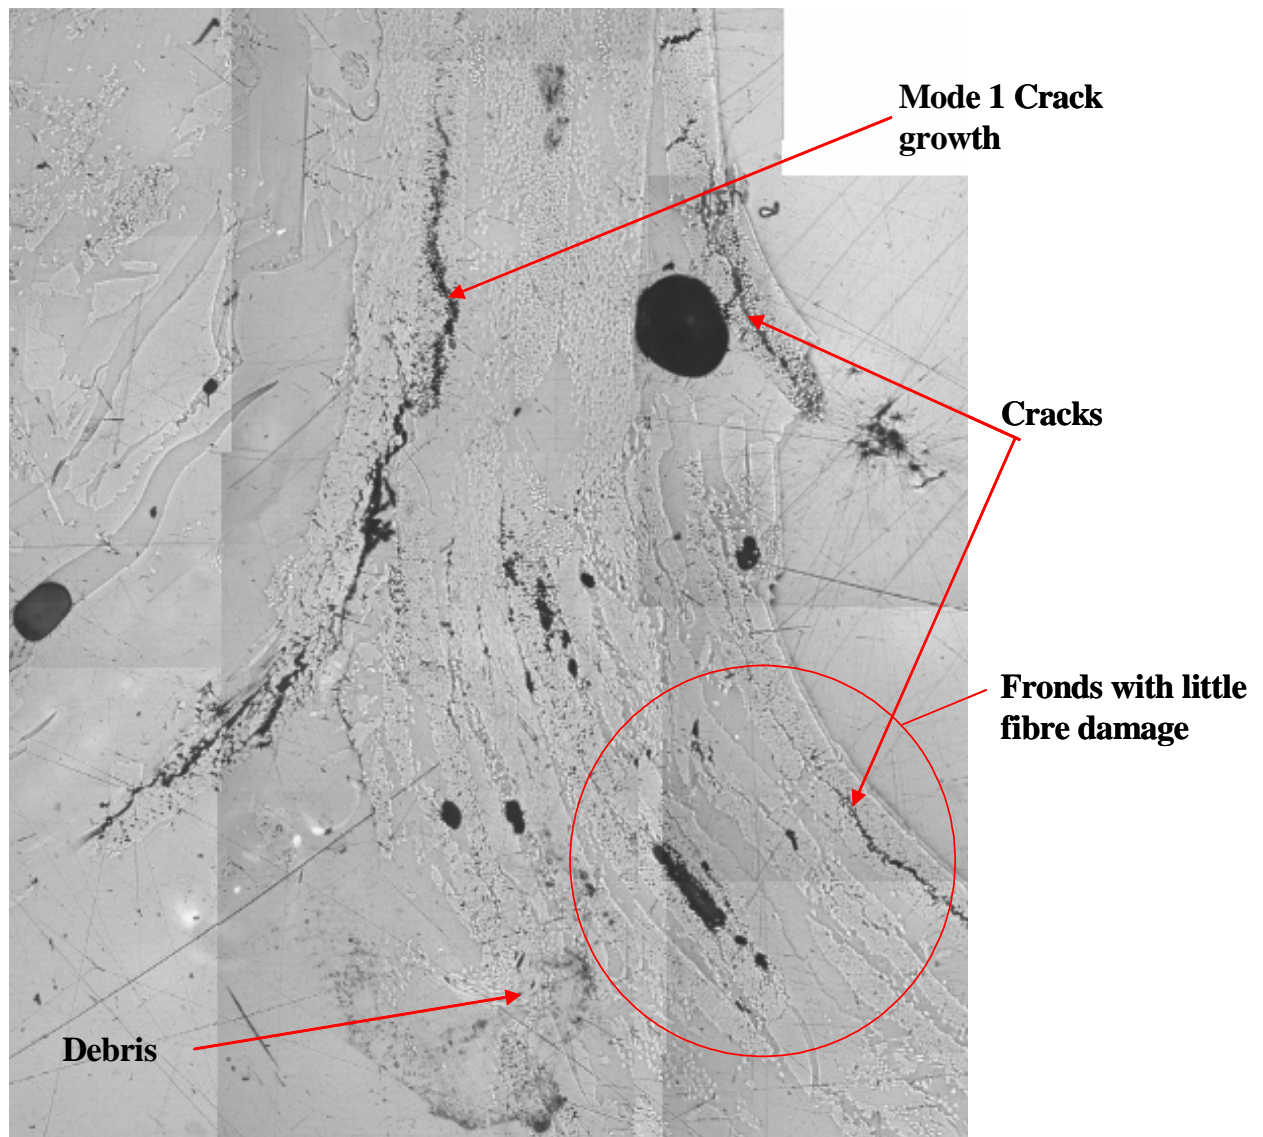 Mode 1 Crack
growth
Cracks
Fronds with little
fibre damage
Debris